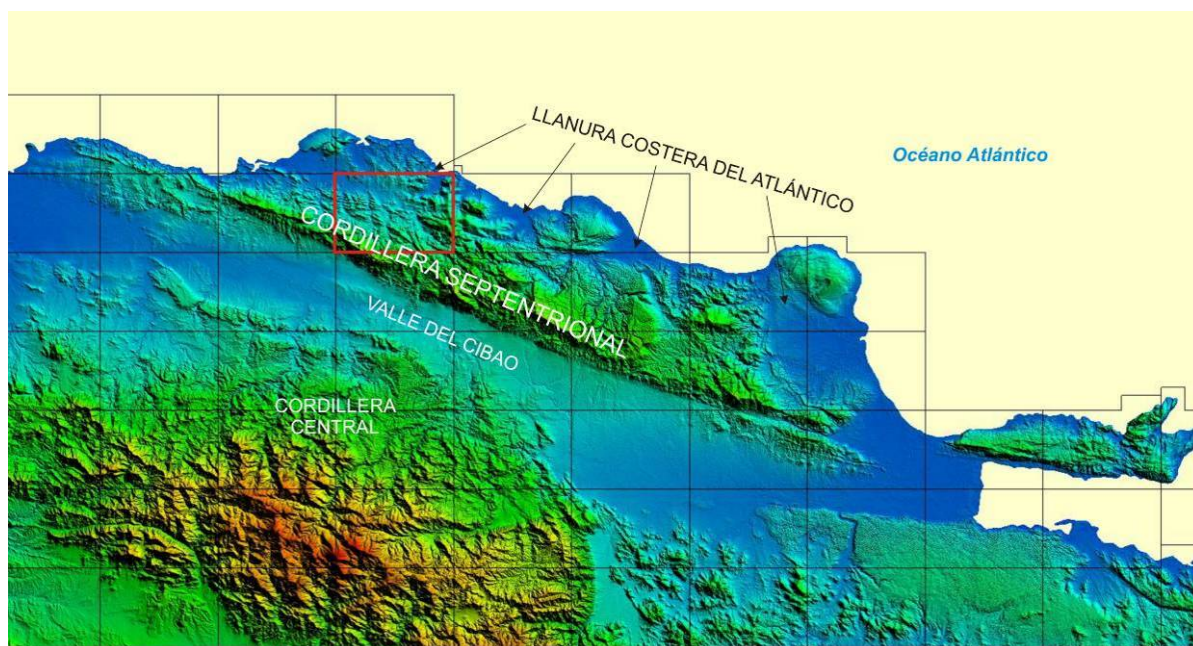 LLANURA COSTERA DEL ATLÁNTICO
Océano Atlántico
CORDILLERA SEPTENTRIONAL
VALLE DEL CIBAO
CORDILLERA
CENTRAL